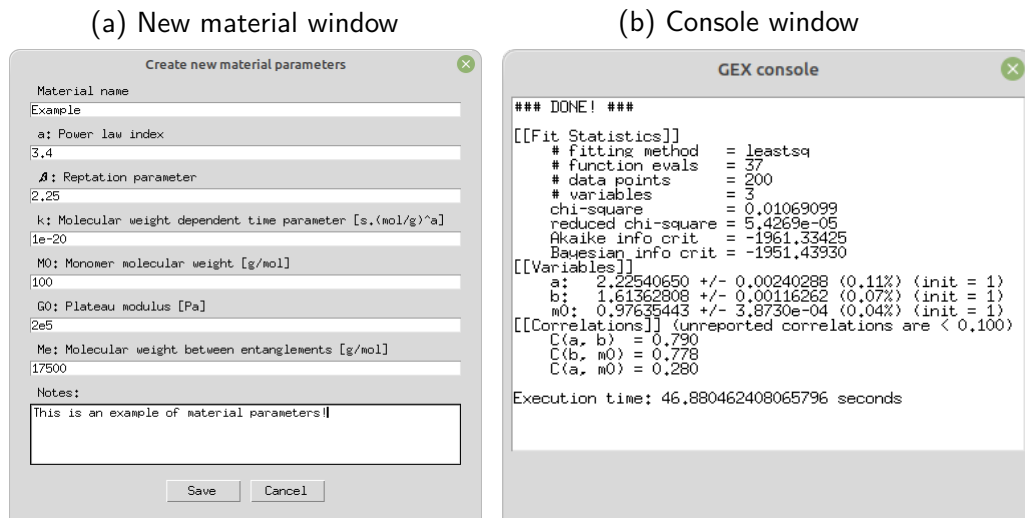 (a) New material window
Create new material parameters
Material name
Example
a: Power law index
3.4
β: Reptation parameter
2.25
k: Molecular weight dependent time parameter [s.(mol/g)^a]
1e-20
M0: Monomer molecular weight [g/mol]
100
G0: Plateau modulus [Pa]
2e5
Me: Molecular weight between entanglements [g/mol]
17500
Notes:
This is an example of material parameters!
Save Cancel
(b) Console window
GEX console
### DONE! ###
[[Fit Statistics]]
# fitting method = leastsq
# function evals = 37
# data points = 200
# variables = 3
chi-square = 0.01069099
reduced chi-square = 5.4269e-05
Akaike info crit = -1961.33425
Bayesian info crit = -1951.43930
[[Variables]]
a: 2.22540650 +/- 0.00240288 (0.11%) (init = 1)
b: 1.61362808 +/- 0.00116262 (0.07%) (init = 1)
m0: 0.97635443 +/- 3.8730e-04 (0.04%) (init = 1)
[[Correlations]] (unreported correlations are < 0.100)
C(a, b) = 0.790
C(b, m0) = 0.778
C(a, m0) = 0.280
Execution time: 46.880462408065796 seconds